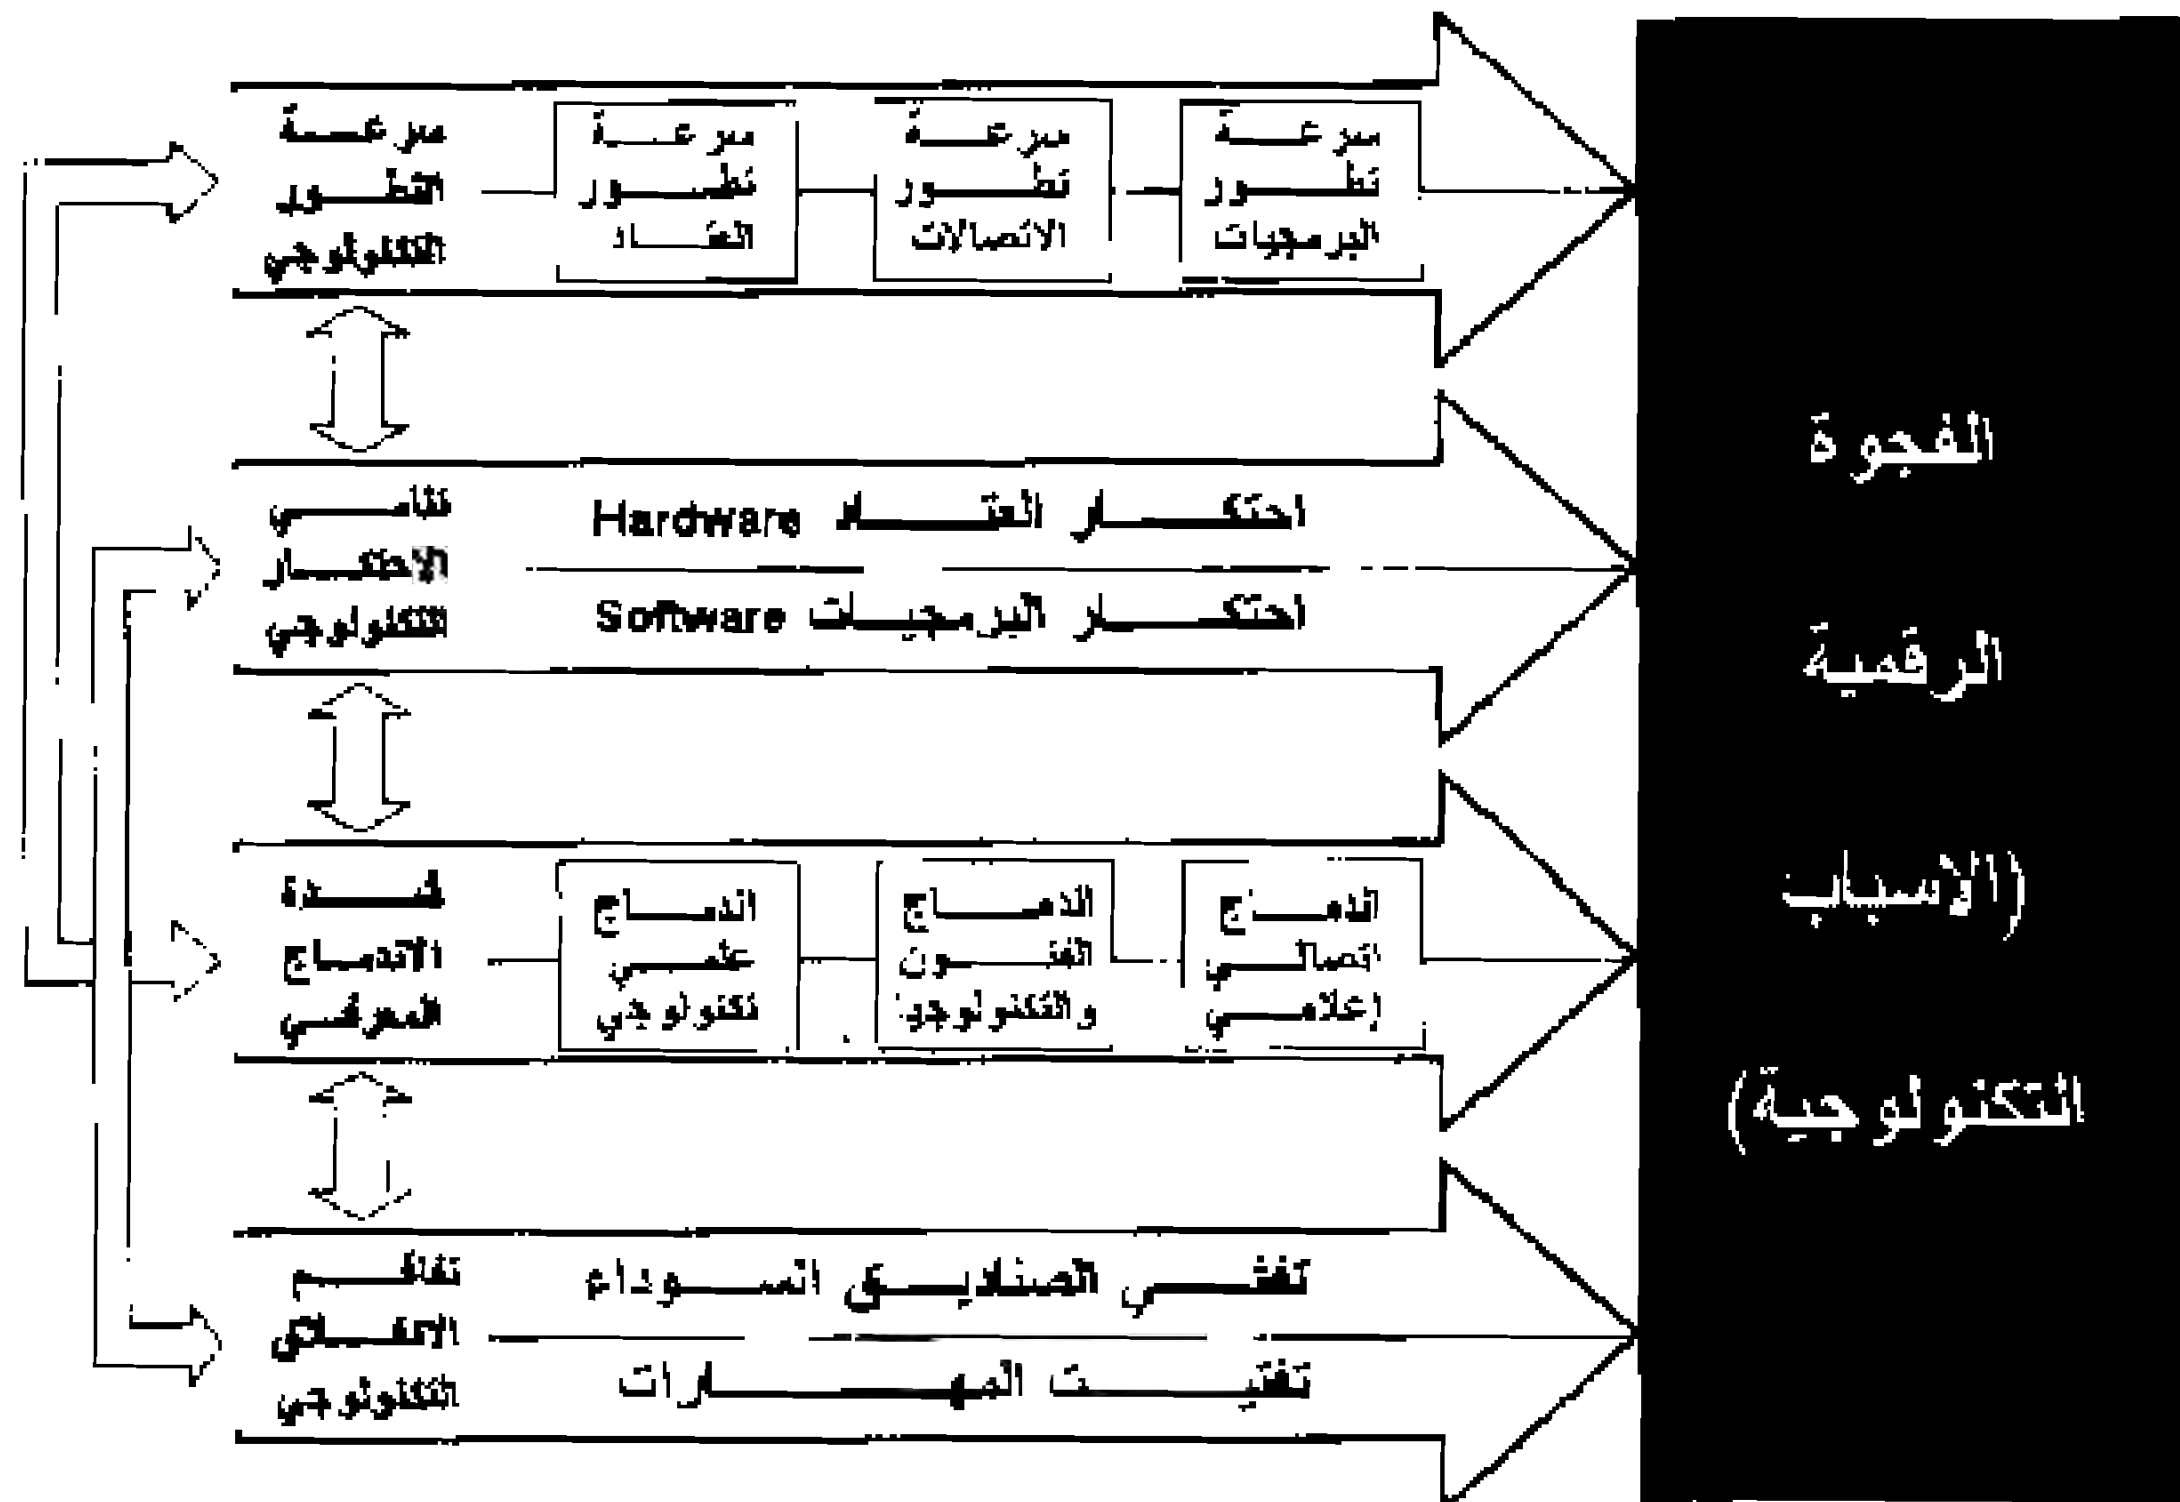 سرعة
التطور
التكنولوجي
سرعة
تطور
العتاد
سرعة
تطور
الاتصالات
سرعة
تطور
البرمجيات
تنامي
الاحتكار
التكنولوجي
احتكار العتاد Hardware
احتكار البرمجيات Software
شدة
الاندماج
المعرفي
اندماج
علمي
تكنولوجي
اندماج
الفنون
والتكنولوجيا
اندماج
اتصالي
إعلامي
تفاقم
الانغلاق
التكنولوجي
تفشي الصناديق السوداء
تفتيت المهارات
الفجوة
الرقمية
(الأسباب
التكنولوجية)